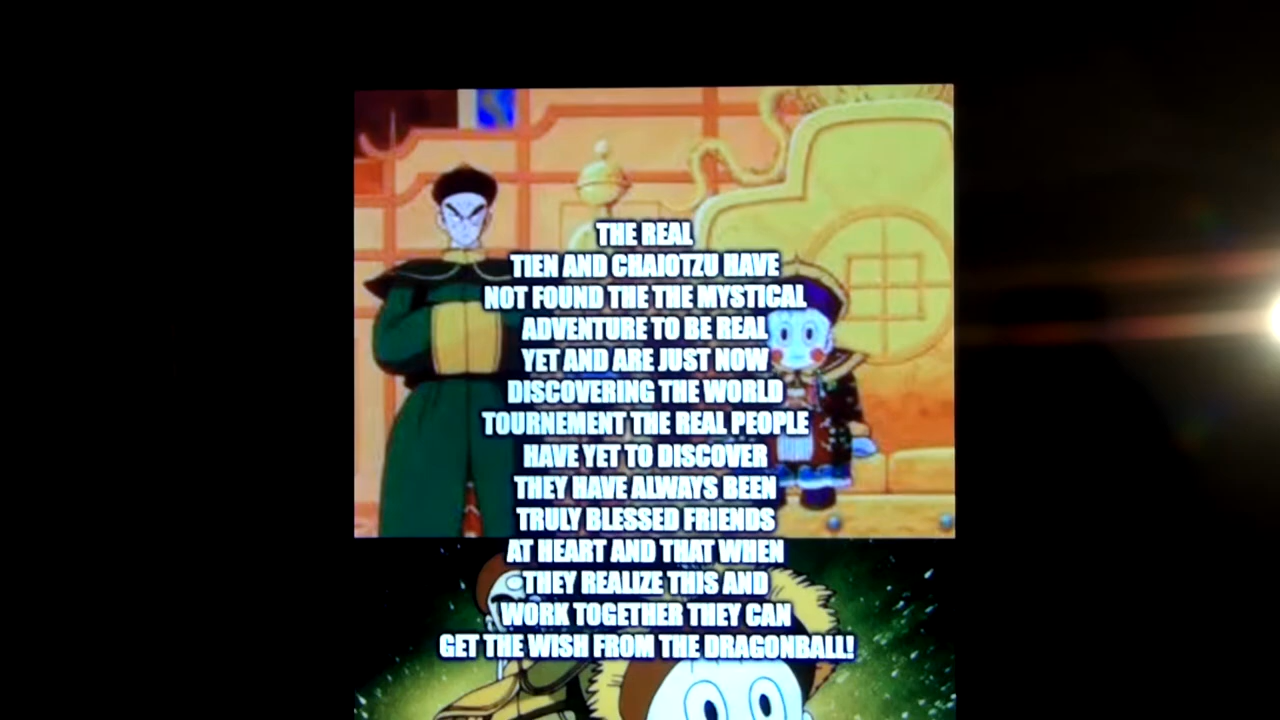 THE REAL
TIEN AND CHAIOTZU HAVE
NOT FOUND THE THE MYSTICAL
ADVENTURE TO BE REAL
YET AND ARE JUST NOW
DISCOVERING THE WORLD
TOURNEMENT THE REAL PEOPLE
HAVE YET TO DISCOVER
THEY HAVE ALWAYS BEEN
TRULY BLESSED FRIENDS
AT HEART AND THAT WHEN
THEY REALIZE THIS AND
WORK TOGETHER THEY CAN
GET THE WISH FROM THE DRAGONBALL!